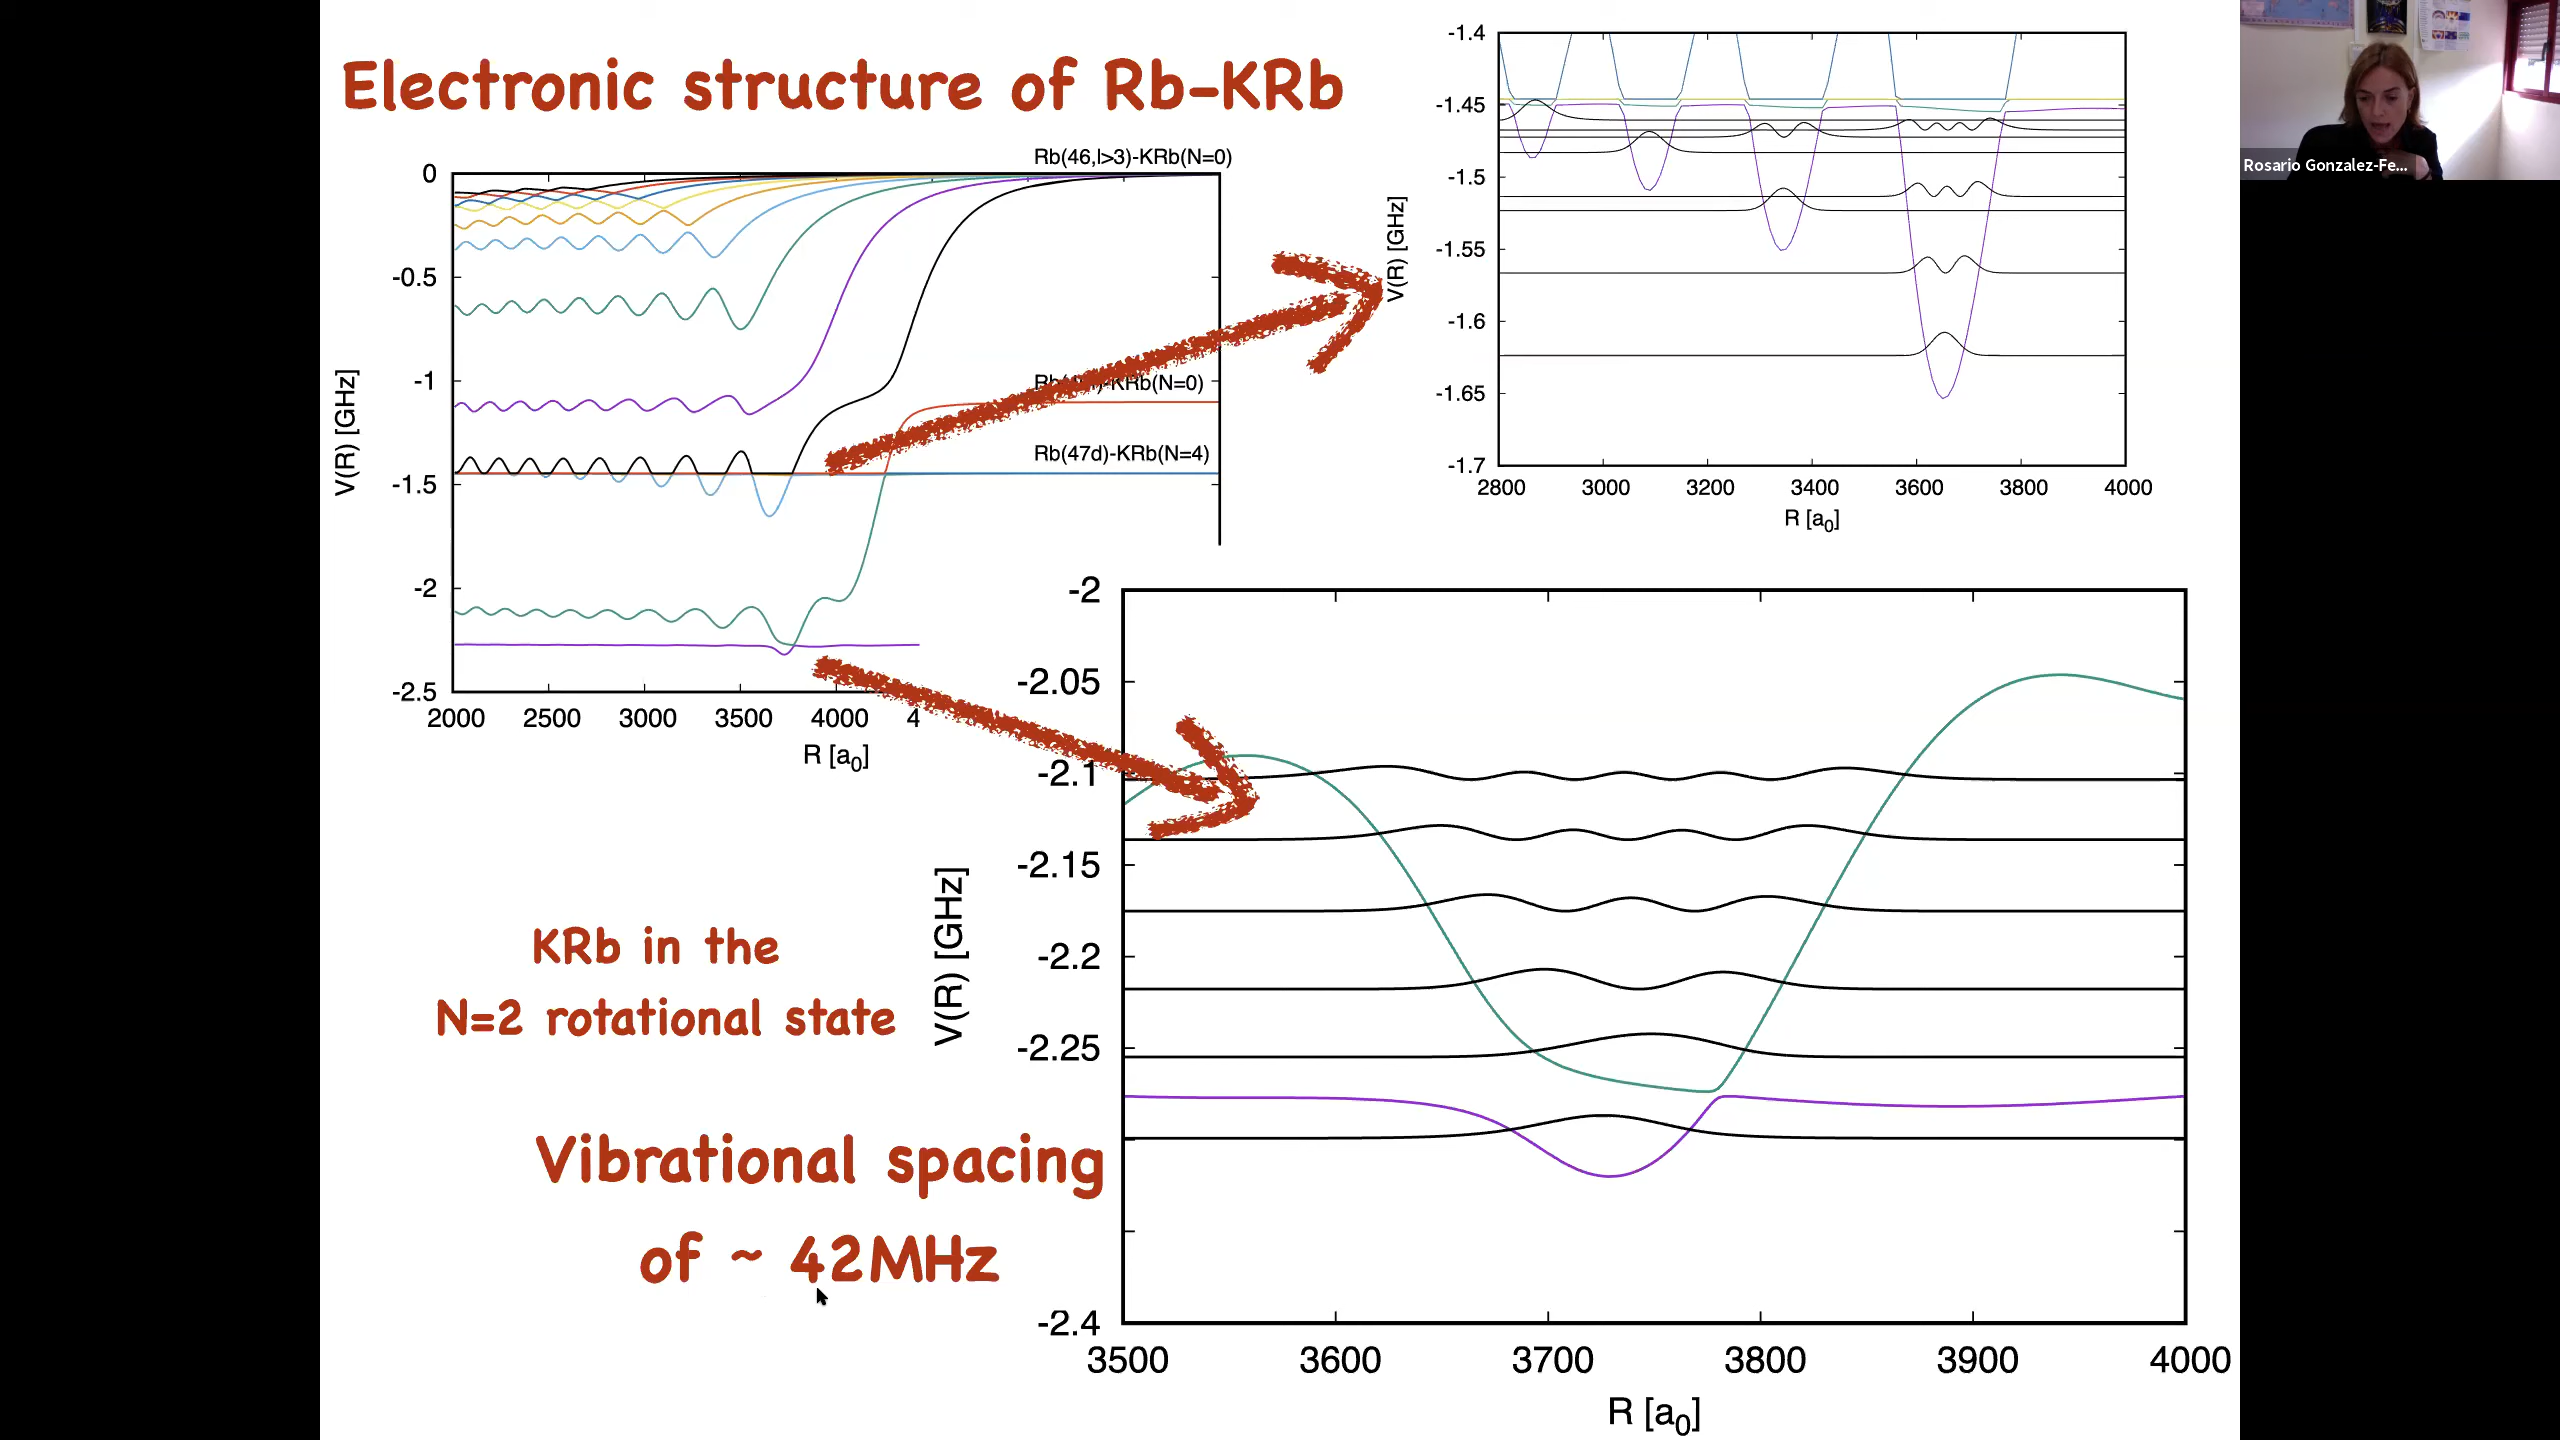 Electronic structure of Rb-KRb
Rb(46,l>3)-KRb(N=0)
0
-0.5
-1
-1.5
-2
-2.5
V(R) [GHz]
KRb(N=0)
Rb(47d)-KRb(N=4)
2000 2500 3000 3500 4000 4
R [a0]
-1.4
-1.45
-1.5
-1.55
-1.6
-1.65
-1.7
V(R) [GHz]
2800 3000 3200 3400 3600 3800 4000
R [a0]
Rosario Gonzalez-Fe...
KRb in the
N=2 rotational state
Vibrational spacing
of ~ 42MHz
-2
-2.05
-2.1
-2.15
-2.2
-2.25
-2.4
V(R) [GHz]
3500 3600 3700 3800 3900 4000
R [a0]